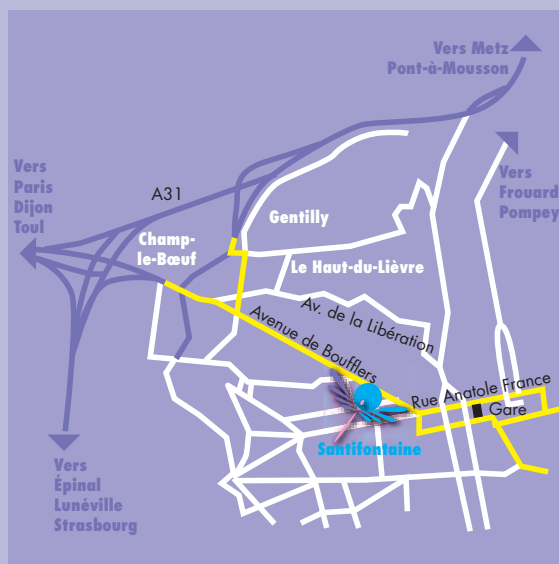 Vers Metz
Pont-à-Mousson
Vers
Paris
Dijon
Toul
A31
Vers
Frouard
Pompey
Gentilly
Champ-
le-Bœuf
Le Haut-du-Lièvre
Av. de la Libération
Avenue de Boufflers
Rue Anatole France
Gare
Santifontaine
Vers
Épinal
Lunéville
Strasbourg